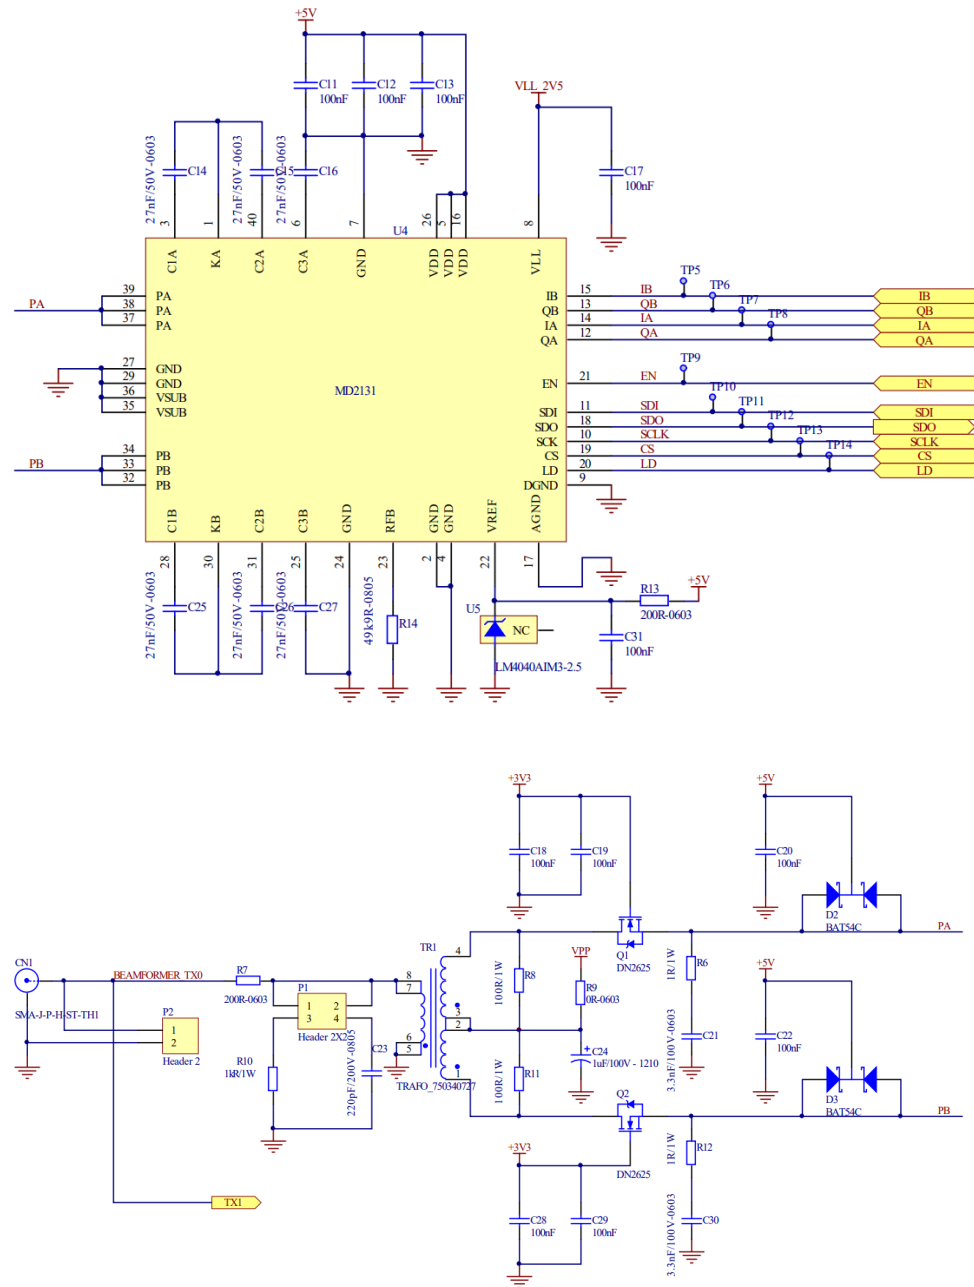 +5V
C11
100nF
C12
100nF
C13
100nF
VLL_2V5
C17
100nF
27nF/50V-0603
C14
27nF/50V-0603
C15
27nF/50V-0603
C16
3
1
40
6
7
26
5
16
8
U4
C1A
KA
C2A
C3A
GND
VDD
VDD
VDD
VLL
PA
39
38
37
PA
PA
PA
27
29
36
35
GND
GND
VSUB
VSUB
MD2131
PB
34
33
32
PB
PB
PB
IB
15
IB
TP5
IB
QB
13
QB
TP6
QB
IA
14
IA
TP7
IA
QA
12
QA
TP8
QA
EN
21
EN
TP9
EN
SDI
11
SDI
TP10
SDI
SDO
18
SDO
TP11
SDO
SCK
10
SCLK
TP12
SCLK
CS
19
CS
TP13
CS
LD
20
LD
TP14
LD
DGND
9
C1B
KB
C2B
C3B
GND
RFB
GND
GND
VREF
AGND
28
30
31
25
24
23
2
4
22
17
27nF/50V-0603
C25
27nF/50V-0603
C26
27nF/50V-0603
C27
49k9R-0805
R14
U5
NC
LM4040AIM3-2.5
R13
200R-0603
+5V
C31
100nF
+3V3
C18
100nF
C19
100nF
+5V
C20
100nF
D2
BAT54C
PA
Q1
DN2625
CN1
SMA-J-P-H-ST-TH1
BEAMFORMER_TX0
R7
200R-0603
P2
1
2
Header 2
P1
1 2
3 4
Header 2X2
R10
1kR/1W
220pF/200V-0805
C23
TR1
8
7
6
5
4
3
2
1
TRAFO_750340727
100R/1W
R8
VPP
R9
0R-0603
C24
1uF/100V - 1210
100R/1W
R11
1R/1W
R6
3.3nF/100V-0603
C21
+5V
C22
100nF
D3
BAT54C
PB
Q2
DN2625
1R/1W
R12
3.3nF/100V-0603
C30
+3V3
C28
100nF
C29
100nF
TX1